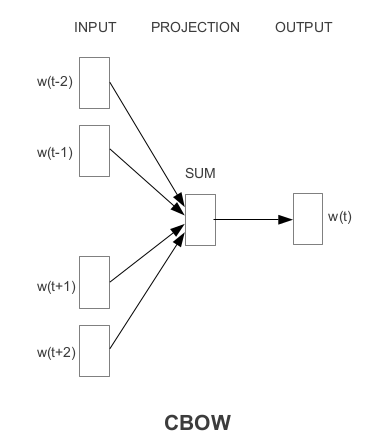 INPUT PROJECTION OUTPUT
w(t-2)
w(t-1)
SUM
w(t)
w(t+1)
w(t+2)
CBOW